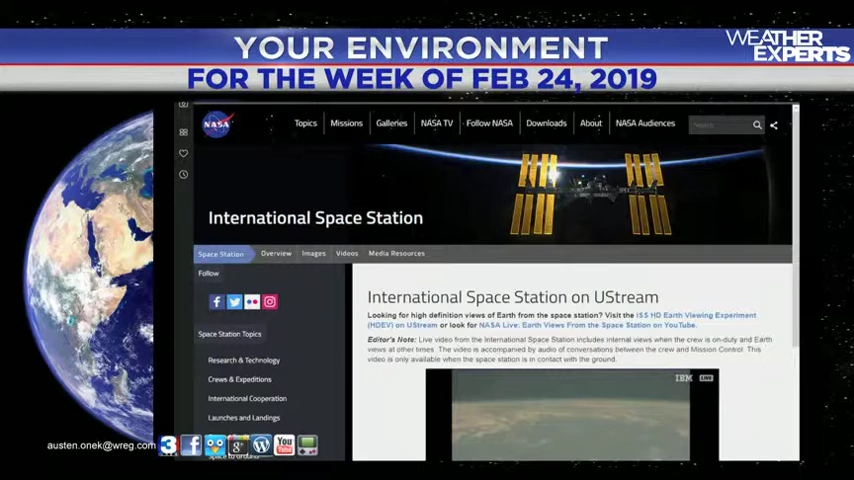 YOUR ENVIRONMENT
WEATHER
EXPERTS
FOR THE WEEK OF FEB 24, 2019
NASA
Topics Missions Galleries NASA TV Follow NASA Downloads About NASA Audiences Search
International Space Station
Space Station Overview Images Videos Media Resources
Follow
International Space Station on UStream
Looking for high definition views of Earth from the space station? Visit the ISS HD Earth Viewing Experiment
(HDEV) on UStream or look for NASA Live: Earth Views From the Space Station on YouTube.
Editor's Note: Live video from the International Space Station includes internal views when the crew is on-duty and Earth
views at other times. The video is accompanied by audio of conversations between the crew and Mission Control. This
video is only available when the space station is in contact with the ground.
Space Station Topics
Research & Technology
Crews & Expeditions
International Cooperation
Launches and Landings
IBM LIVE
austen.onek@wreg.com 3 f g+ W You Tube
Space to Ground